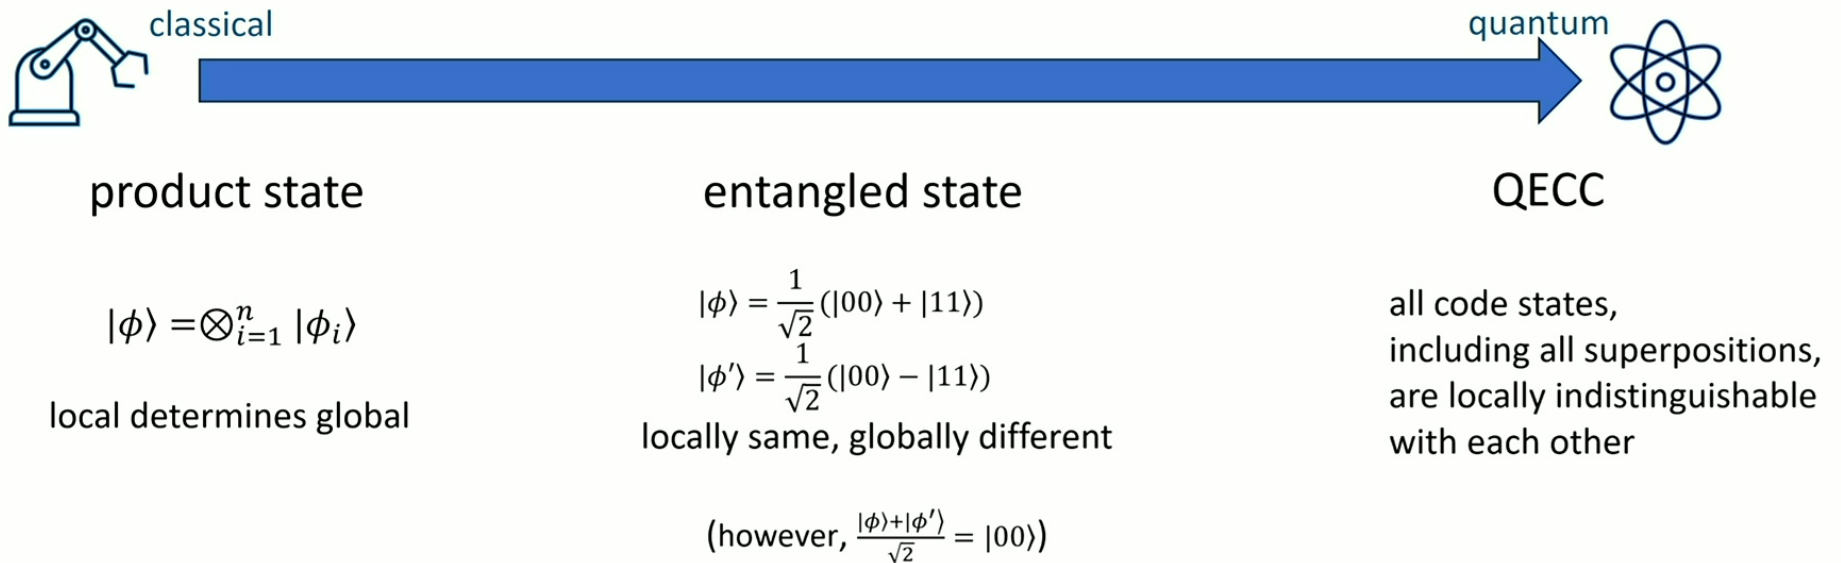 classical
quantum
product state
entangled state
QECC
|ϕ⟩ =⊗ⁿᵢ₌₁ |ϕᵢ⟩
local determines global
|ϕ⟩ = 1/√2 (|00⟩ + |11⟩)
|ϕ′⟩ = 1/√2 (|00⟩ − |11⟩)
locally same, globally different
(however, |ϕ⟩+|ϕ′⟩/√2 = |00⟩)
all code states,
including all superpositions,
are locally indistinguishable
with each other